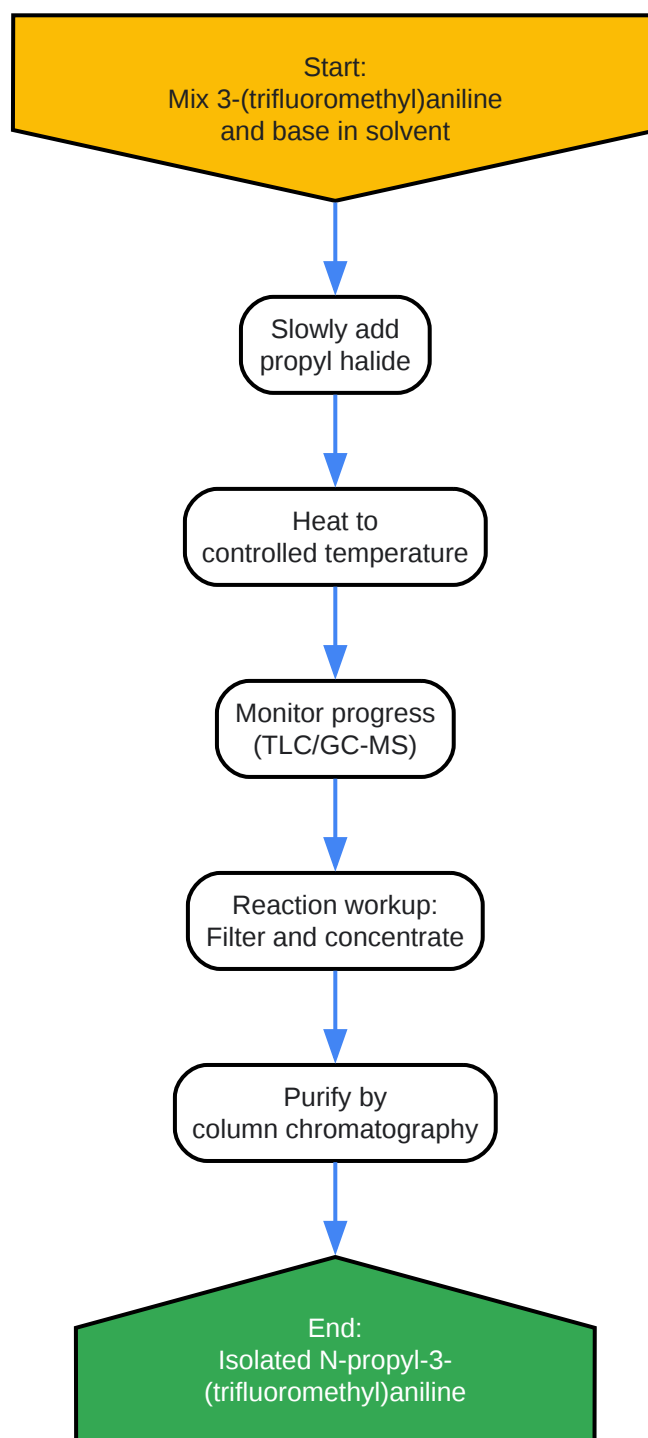 Start:
Mix 3-(trifluoromethyl)aniline
and base in solvent
Slowly add
propyl halide
Heat to
controlled temperature
Monitor progress
(TLC/GC-MS)
Reaction workup:
Filter and concentrate
Purify by
column chromatography
End:
Isolated N-propyl-3-
(trifluoromethyl)aniline